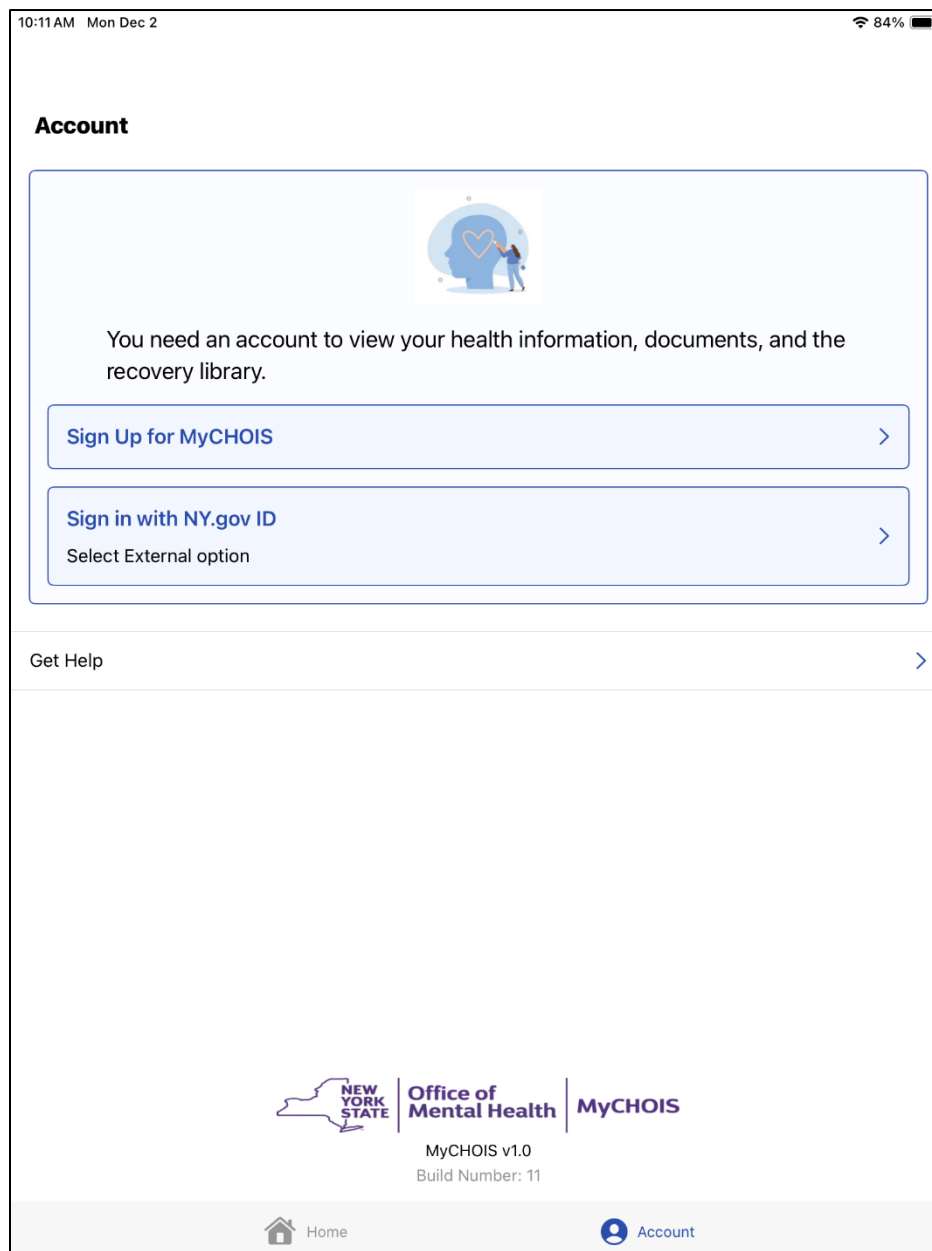 10:11 AM Mon Dec 2
84%
Account
You need an account to view your health information, documents, and the
recovery library.
Sign Up for MyCHOIS
Sign in with NY.gov ID
Select External option
Get Help
NEW
YORK
STATE
Office of
Mental Health
MyCHOIS
MyCHOIS v1.0
Build Number: 11
Home
Account